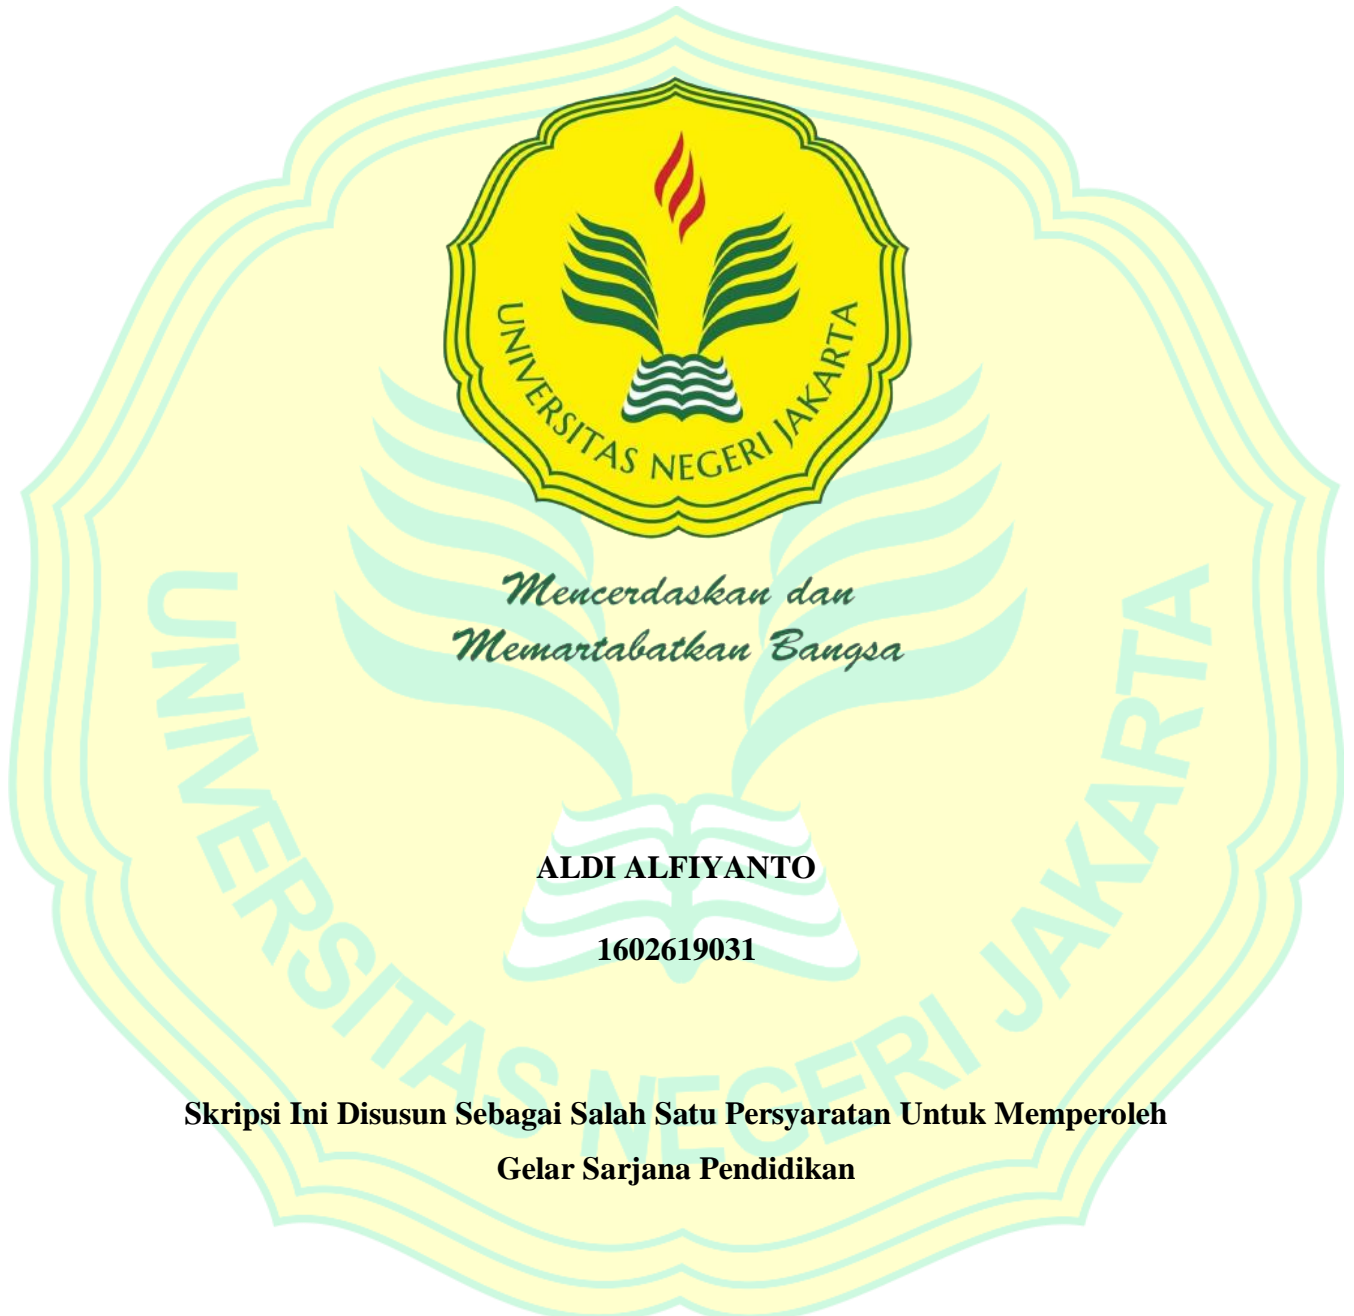 UNIVERSITAS NEGERI JAKARTA
Mencerdaskan dan
Memartabatkan Bangsa
UNIVERSITAS NEGERI JAKARTA
ALDI ALFIYANTO
1602619031
Skripsi Ini Disusun Sebagai Salah Satu Persyaratan Untuk Memperoleh
Gelar Sarjana Pendidikan